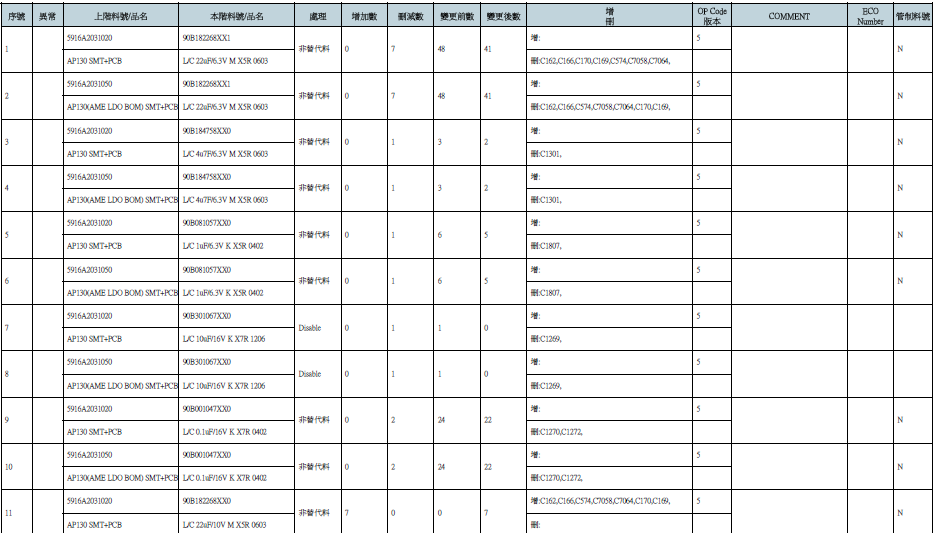 序號 異常 上階料號/品名 本階料號/品名 處理 增加數 刪減數 變更前數 變更後數 增 刪 OP Code 版本 COMMENT ECO Number 管制料號
5916A2031020 90B182268XX1 增: 5
1 非替代料 0 7 48 41 N
AP130 SMT+PCB L/C 22uF/6.3V M X5R 0603 刪:C162,C166,C170,C169,C574,C7058,C7064,
5916A2031050 90B182268XX1 增: 5
2 非替代料 0 7 48 41 N
AP130(AME LDO BOM) SMT+PCB L/C 22uF/6.3V M X5R 0603 刪:C162,C166,C574,C7058,C7064,C170,C169,
5916A2031020 90B184758XX0 增: 5
3 非替代料 0 1 3 2 N
AP130 SMT+PCB L/C 4u7F/6.3V M X5R 0603 刪:C1301,
5916A2031050 90B184758XX0 增: 5
4 非替代料 0 1 3 2 N
AP130(AME LDO BOM) SMT+PCB L/C 4u7F/6.3V M X5R 0603 刪:C1301,
5916A2031020 90B081057XX0 增: 5
5 非替代料 0 1 6 5 N
AP130 SMT+PCB L/C 1uF/6.3V K X5R 0402 刪:C1807,
5916A2031050 90B081057XX0 增: 5
6 非替代料 0 1 6 5 N
AP130(AME LDO BOM) SMT+PCB L/C 1uF/6.3V K X5R 0402 刪:C1807,
5916A2031020 90B301067XX0 增: 5
7 Disable 0 1 1 0
AP130 SMT+PCB L/C 10uF/16V K X7R 1206 刪:C1269,
5916A2031050 90B301067XX0 增: 5
8 Disable 0 1 1 0
AP130(AME LDO BOM) SMT+PCB L/C 10uF/16V K X7R 1206 刪:C1269,
5916A2031020 90B001047XX0 增: 5
9 非替代料 0 2 24 22 N
AP130 SMT+PCB L/C 0.1uF/16V K X7R 0402 刪:C1270,C1272,
5916A2031050 90B001047XX0 增: 5
10 非替代料 0 2 24 22 N
AP130(AME LDO BOM) SMT+PCB L/C 0.1uF/16V K X7R 0402 刪:C1270,C1272,
5916A2031020 90B182268XX0 增:C162,C166,C574,C7058,C7064,C170,C169, 5
11 非替代料 7 0 0 7 N
AP130 SMT+PCB L/C 22uF/10V M X5R 0603 刪: